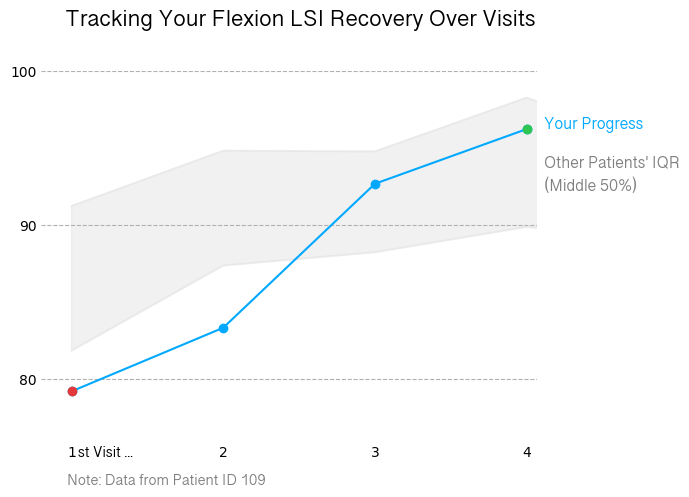 Tracking Your Flexion LSI Recovery Over Visits
100
Your Progress
Other Patients' IQR
(Middle 50%)
90
80
1st Visit ... 2 3 4
Note: Data from Patient ID 109